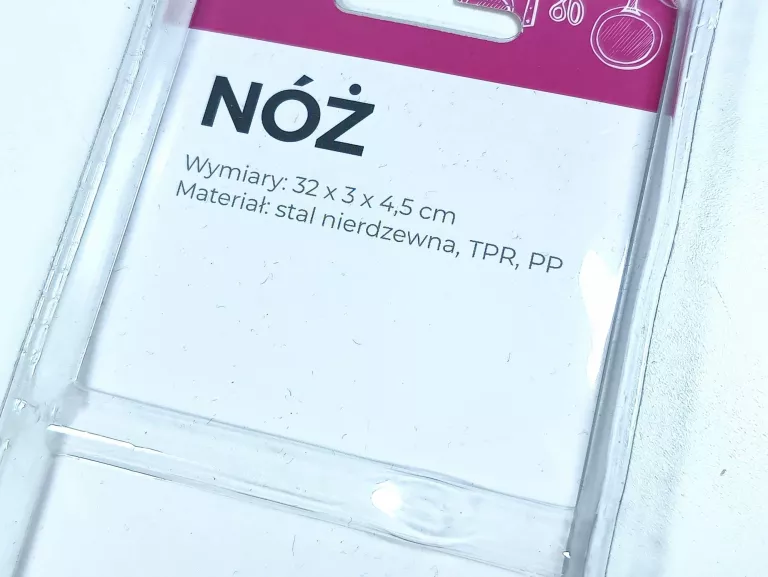 NÓŻ
Wymiary: 32 x 3 x 4,5 cm
Materiał: stal nierdzewna, TPR, PP